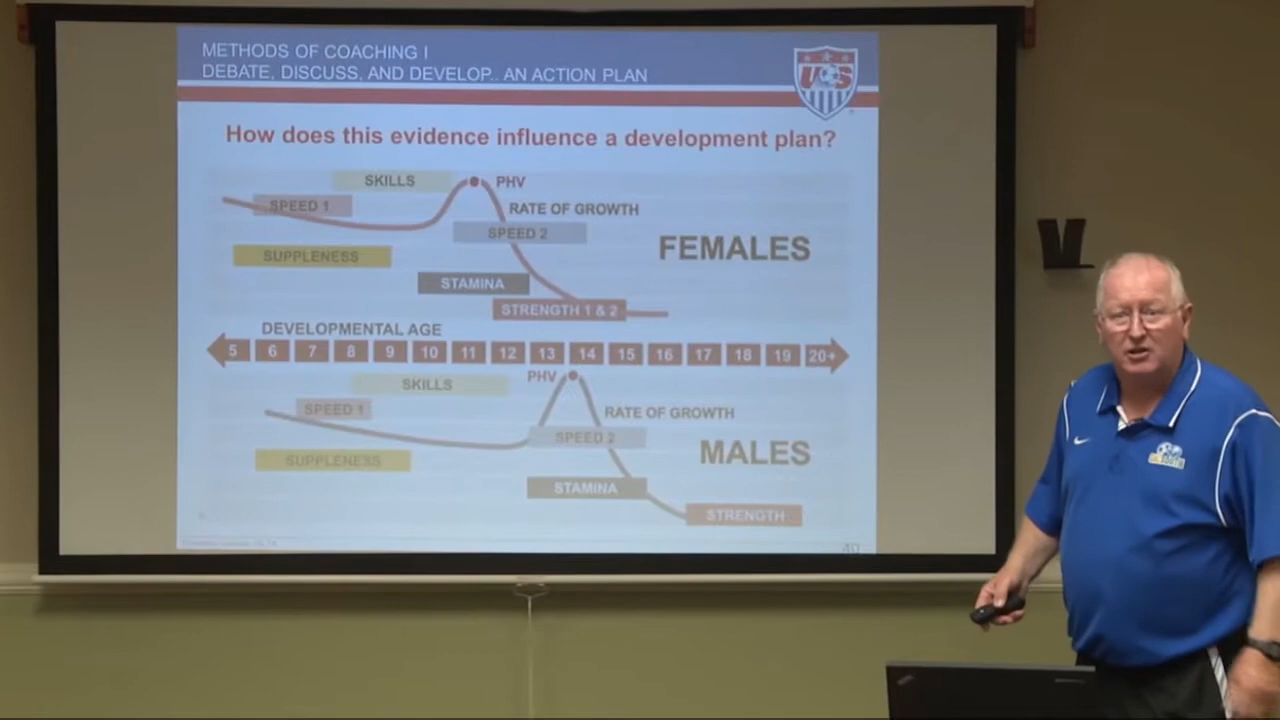 METHODS OF COACHING I
DEBATE, DISCUSS, AND DEVELOP.. AN ACTION PLAN
US
How does this evidence influence a development plan?
SKILLS
PHV
SPEED 1
RATE OF GROWTH
SPEED 2
FEMALES
SUPPLENESS
STAMINA
STRENGTH 1 & 2
DEVELOPMENTAL AGE
5 6 7 8 9 10 11 12 13 14 15 16 17 18 19 20+
SKILLS
PHV
SPEED 1
RATE OF GROWTH
SPEED 2
MALES
SUPPLENESS
STAMINA
STRENGTH
40